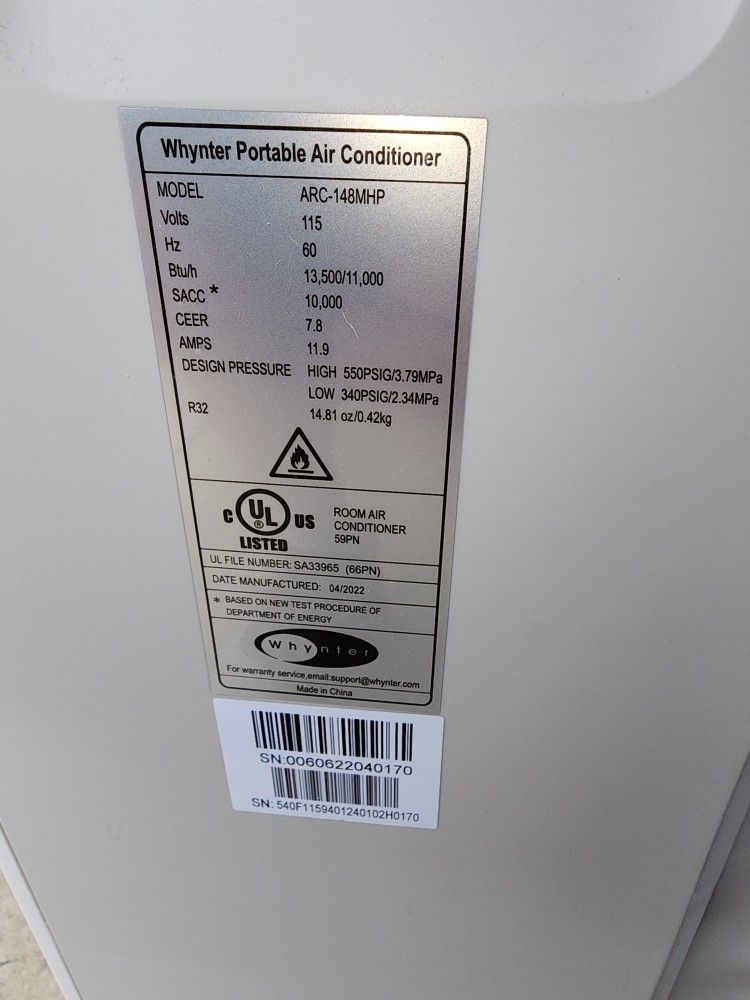 Whynter Portable Air Conditioner
MODEL ARC-148MHP
Volts 115
Hz 60
Btu/h 13,500/11,000
SACC * 10,000
CEER 7.8
AMPS 11.9
DESIGN PRESSURE HIGH 550PSIG/3.79MPa
LOW 340PSIG/2.34MPa
R32 14.81 oz/0.42kg
C UL ® US
LISTED
ROOM AIR
CONDITIONER
59PN
UL FILE NUMBER: SA33965 (66PN)
DATE MANUFACTURED: 04/2022
* BASED ON NEW TEST PROCEDURE OF
DEPARTMENT OF ENERGY
Whynter
For warranty service,email:support@whynter.com
Made in China
SN:0060622040170
SN: 540F1159401240102H0170